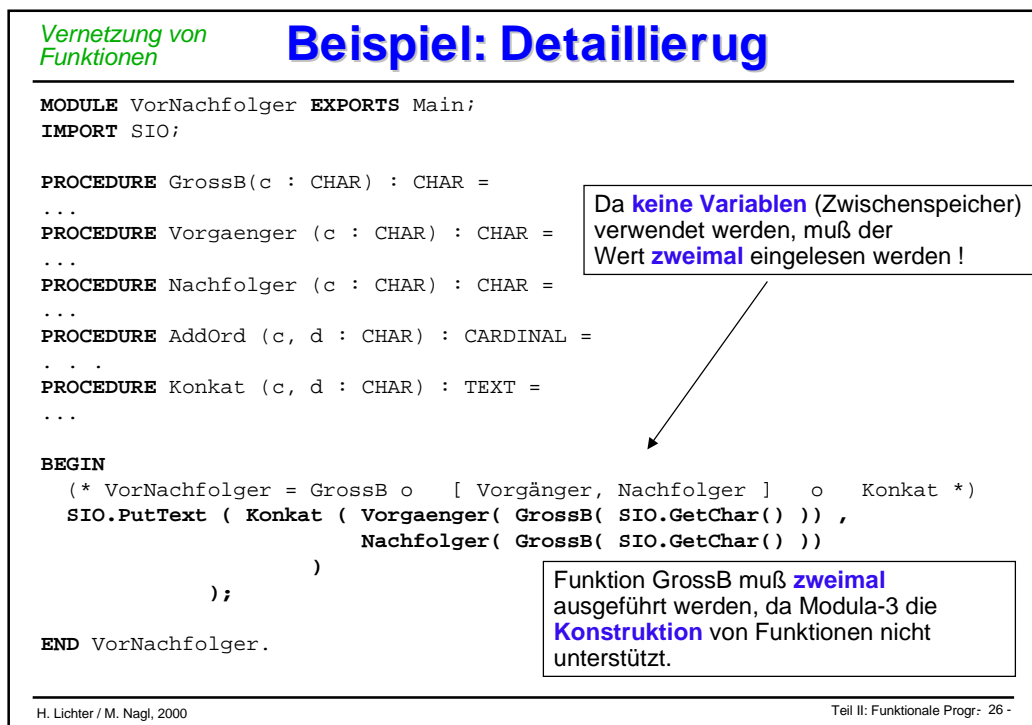 Vernetzung von
Funktionen
Beispiel: Detaillierug
MODULE VorNachfolger EXPORTS Main;
IMPORT SIO;
PROCEDURE GrossB(c : CHAR) : CHAR =
...
PROCEDURE Vorgaenger (c : CHAR) : CHAR =
...
PROCEDURE Nachfolger (c : CHAR) : CHAR =
...
PROCEDURE AddOrd (c, d : CHAR) : CARDINAL =
. . .
PROCEDURE Konkat (c, d : CHAR) : TEXT =
...
Da keine Variablen (Zwischenspeicher)
verwendet werden, muß der
Wert zweimal eingelesen werden !
BEGIN
(* VorNachfolger = GrossB o [ Vorgänger, Nachfolger ] o Konkat *)
SIO.PutText ( Konkat ( Vorgaenger( GrossB( SIO.GetChar() )) ,
Nachfolger( GrossB( SIO.GetChar() ))
)
);
END VorNachfolger.
Funktion GrossB muß zweimal
ausgeführt werden, da Modula-3 die
Konstruktion von Funktionen nicht
unterstützt.
H. Lichter / M. Nagl, 2000
Teil II: Funktionale Progr.- 26 -